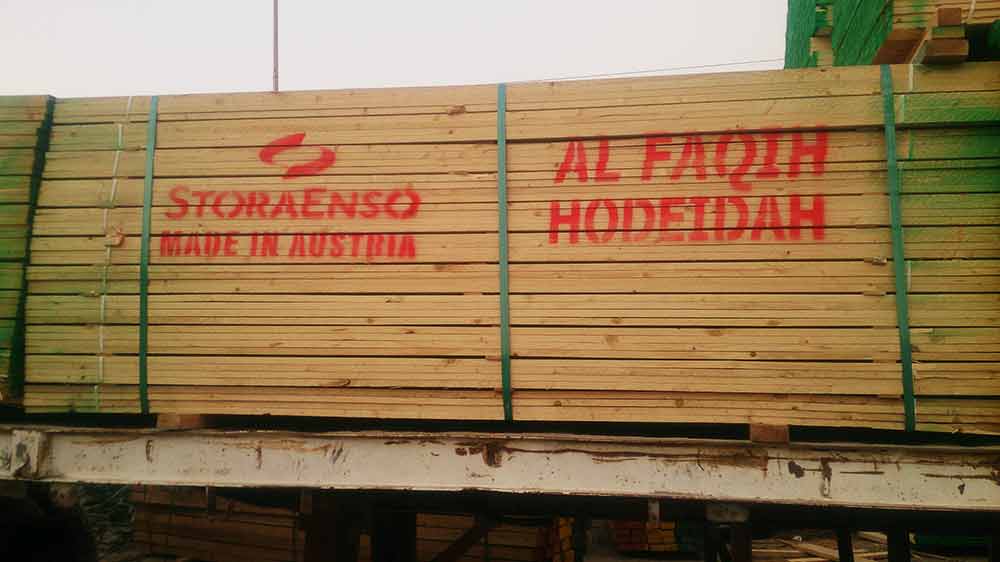 STORAENSO
MADE IN AUSTRIA
AL FAQIH
HODEIDAH